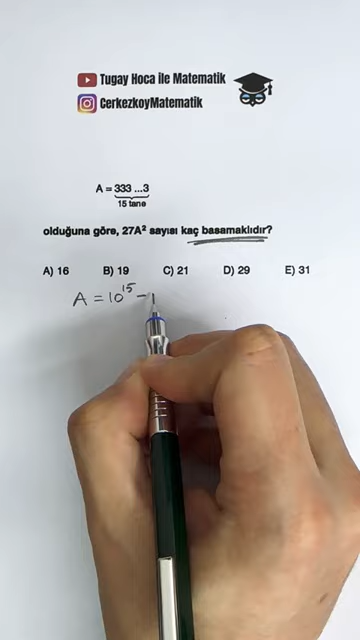 Tugay Hoca ile Matematik
CerkezkoyMatematik
A = 333 ...3
15 tane
olduğuna göre, 27A² sayısı kaç basamaklıdır?
A) 16 B) 19 C) 21 D) 29 E) 31
A = 10¹⁵ -